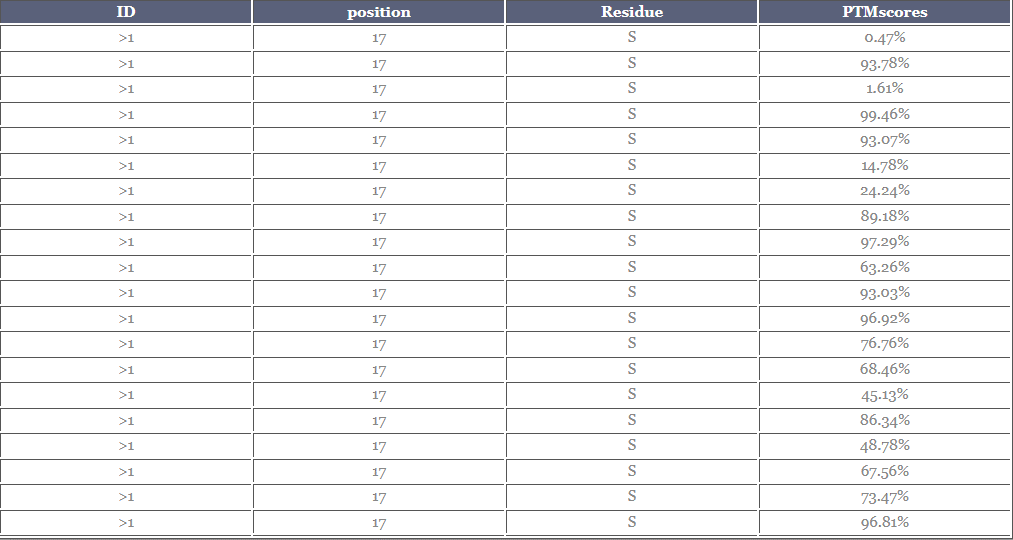 ID position Residue PTMscores
>1 17 S 0.47%
>1 17 S 93.78%
>1 17 S 1.61%
>1 17 S 99.46%
>1 17 S 93.07%
>1 17 S 14.78%
>1 17 S 24.24%
>1 17 S 89.18%
>1 17 S 97.29%
>1 17 S 63.26%
>1 17 S 93.03%
>1 17 S 96.92%
>1 17 S 76.76%
>1 17 S 68.46%
>1 17 S 45.13%
>1 17 S 86.34%
>1 17 S 48.78%
>1 17 S 67.56%
>1 17 S 73.47%
>1 17 S 96.81%